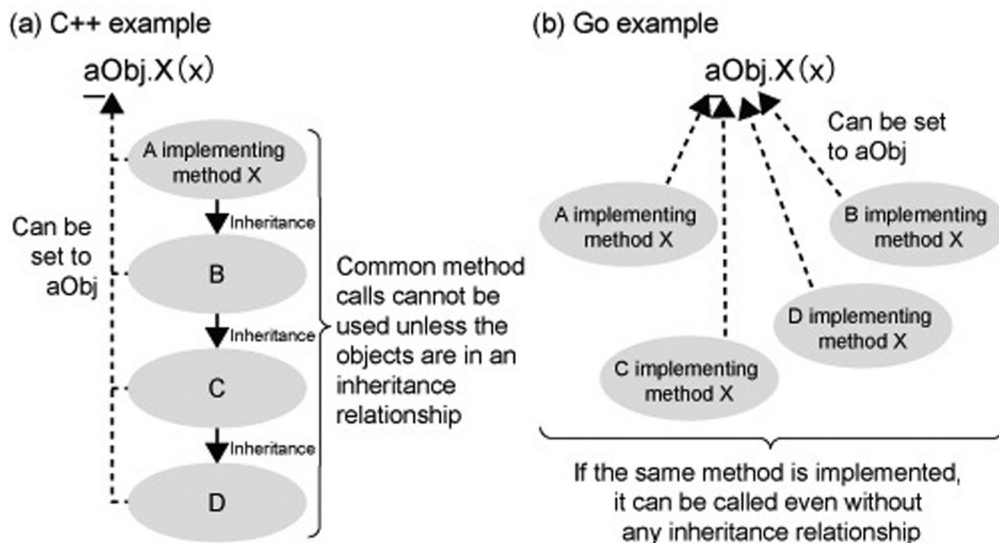 (a) C++ example
aObj.X(x)
A implementing
method X
Inheritance
B
Inheritance
C
Inheritance
D
Can be
set to
aObj
Common method
calls cannot be
used unless the
objects are in an
inheritance
relationship
(b) Go example
aObj.X(x)
Can be set
to aObj
A implementing
method X
B implementing
method X
D implementing
method X
C implementing
method X
If the same method is implemented,
it can be called even without
any inheritance relationship